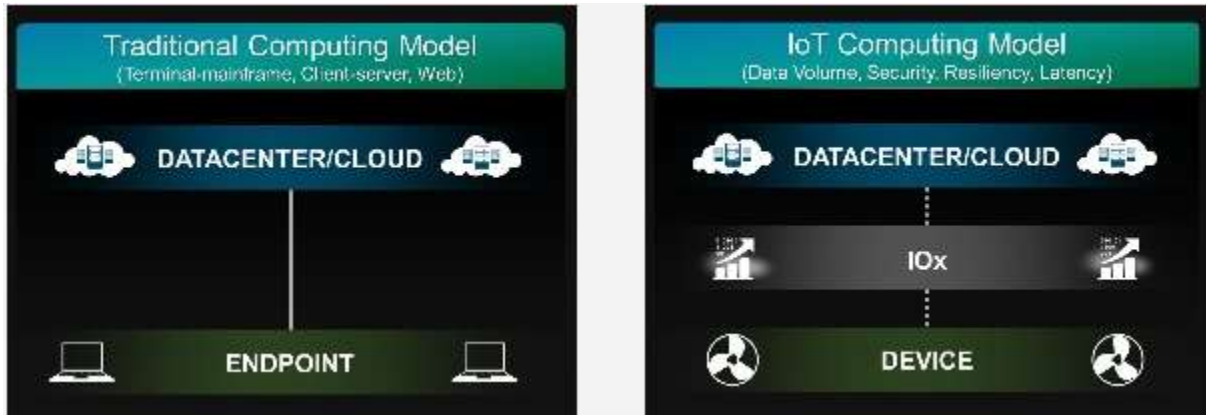 Traditional Computing Model
(Terminal-mainframe, Client-server, Web)
DATACENTER/CLOUD
ENDPOINT
IoT Computing Model
(Data Volume, Security, Resiliency, Latency)
DATACENTER/CLOUD
IOx
DEVICE